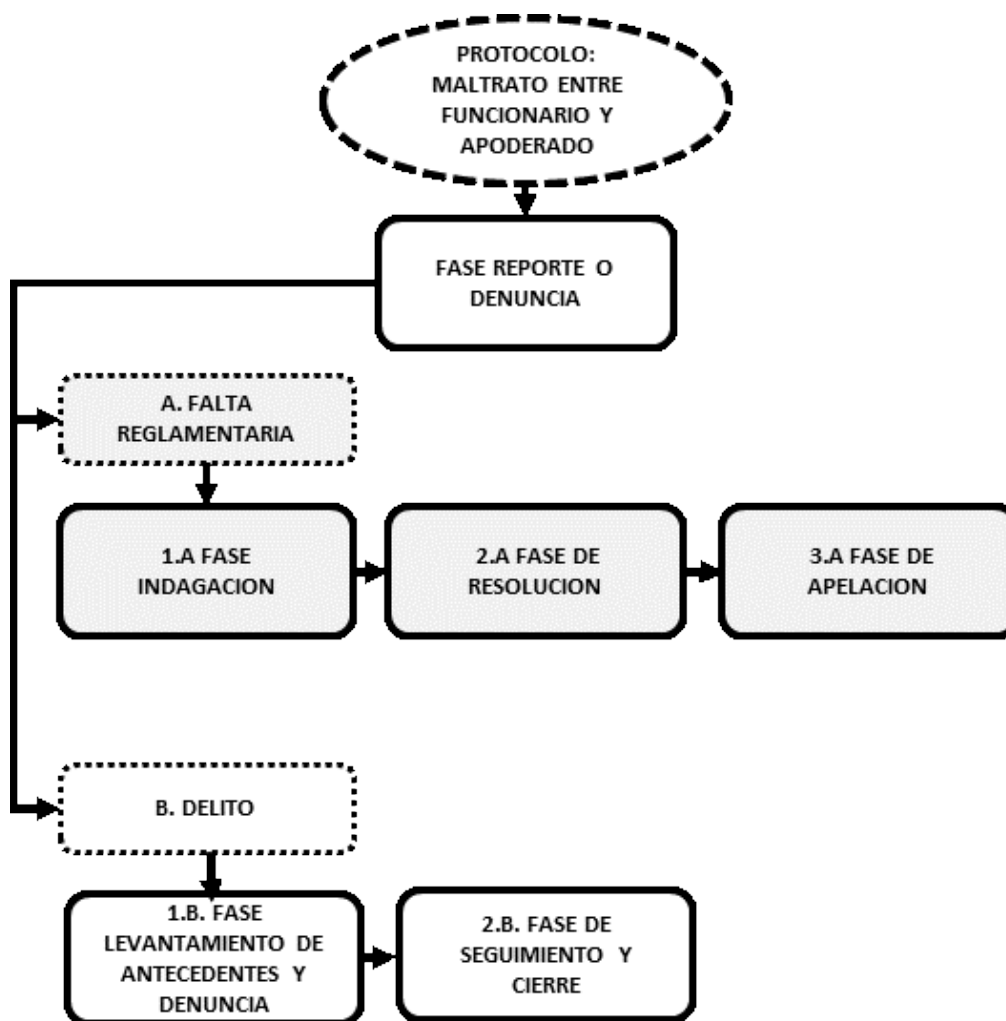 PROTOCOLO:
MALTRATO ENTRE
FUNCIONARIO Y
APODERADO
FASE REPORTE O
DENUNCIA
A. FALTA
REGLAMENTARIA
1.A FASE
INDAGACION
2.A FASE DE
RESOLUCION
3.A FASE DE
APELACION
B. DELITO
1.B. FASE
LEVANTAMIENTO DE
ANTECEDENTES Y
DENUNCIA
2.B. FASE DE
SEGUIMIENTO Y
CIERRE